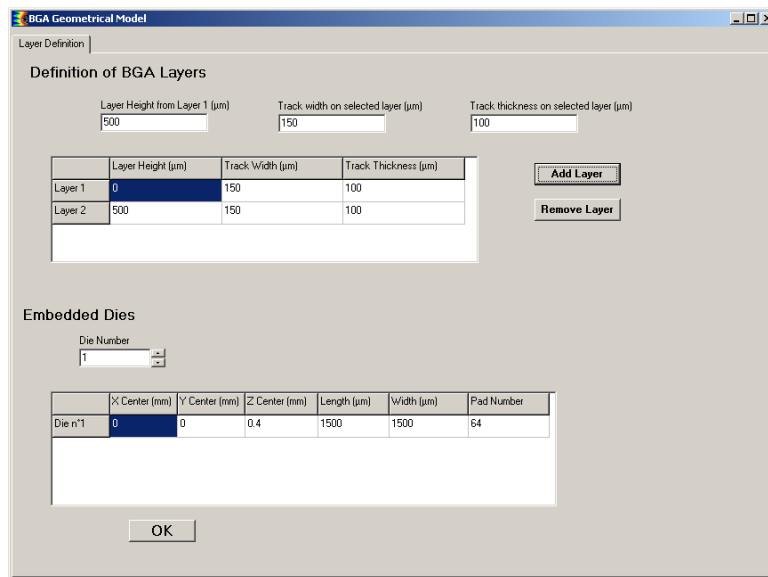 BGA Geometrical Model
Layer Definition
Definition of BGA Layers
Layer Height from Layer 1 (µm) Track width on selected layer (µm) Track thickness on selected layer (µm)
500 150 100
Layer Height (µm) Track Width (µm) Track Thickness (µm)
Layer 1 0 150 100
Layer 2 500 150 100
Add Layer
Remove Layer
Embedded Dies
Die Number
1
X Center (mm) Y Center (mm) Z Center (mm) Length (µm) Width (µm) Pad Number
Die n°1 0 0 0.4 1500 1500 64
OK